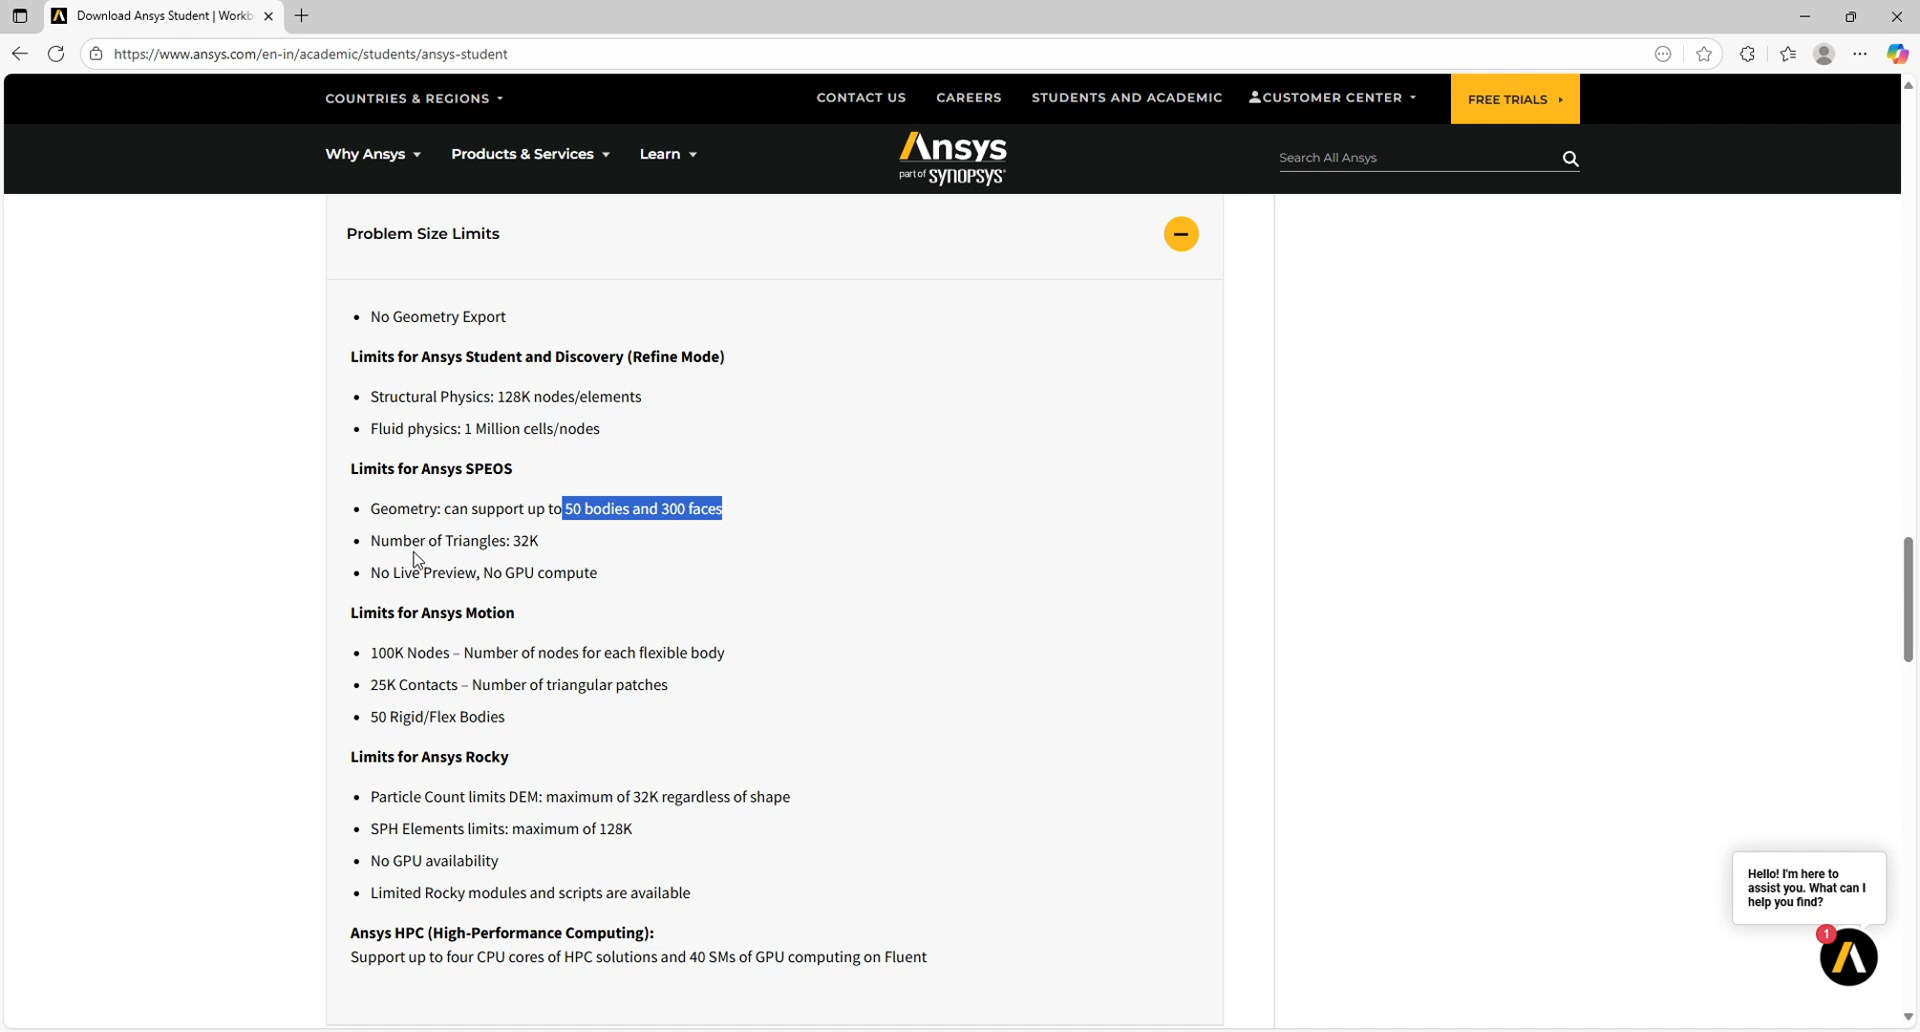 Download Ansys Student | Workb
https://www.ansys.com/en-in/academic/students/ansys-student
COUNTRIES & REGIONS
CONTACT US
CAREERS
STUDENTS AND ACADEMIC
CUSTOMER CENTER
FREE TRIALS
Why Ansys
Products & Services
Learn
Ansys
part of SYNOPSYS
Search All Ansys
Problem Size Limits
• No Geometry Export
Limits for Ansys Student and Discovery (Refine Mode)
• Structural Physics: 128K nodes/elements
• Fluid physics: 1 Million cells/nodes
Limits for Ansys SPEOS
• Geometry: can support up to 50 bodies and 300 faces
• Number of Triangles: 32K
• No Live Preview, No GPU compute
Limits for Ansys Motion
• 100K Nodes – Number of nodes for each flexible body
• 25K Contacts – Number of triangular patches
• 50 Rigid/Flex Bodies
Limits for Ansys Rocky
• Particle Count limits DEM: maximum of 32K regardless of shape
• SPH Elements limits: maximum of 128K
• No GPU availability
• Limited Rocky modules and scripts are available
Ansys HPC (High-Performance Computing):
Support up to four CPU cores of HPC solutions and 40 SMs of GPU computing on Fluent
Hello! I'm here to
assist you. What can I
help you find?
1